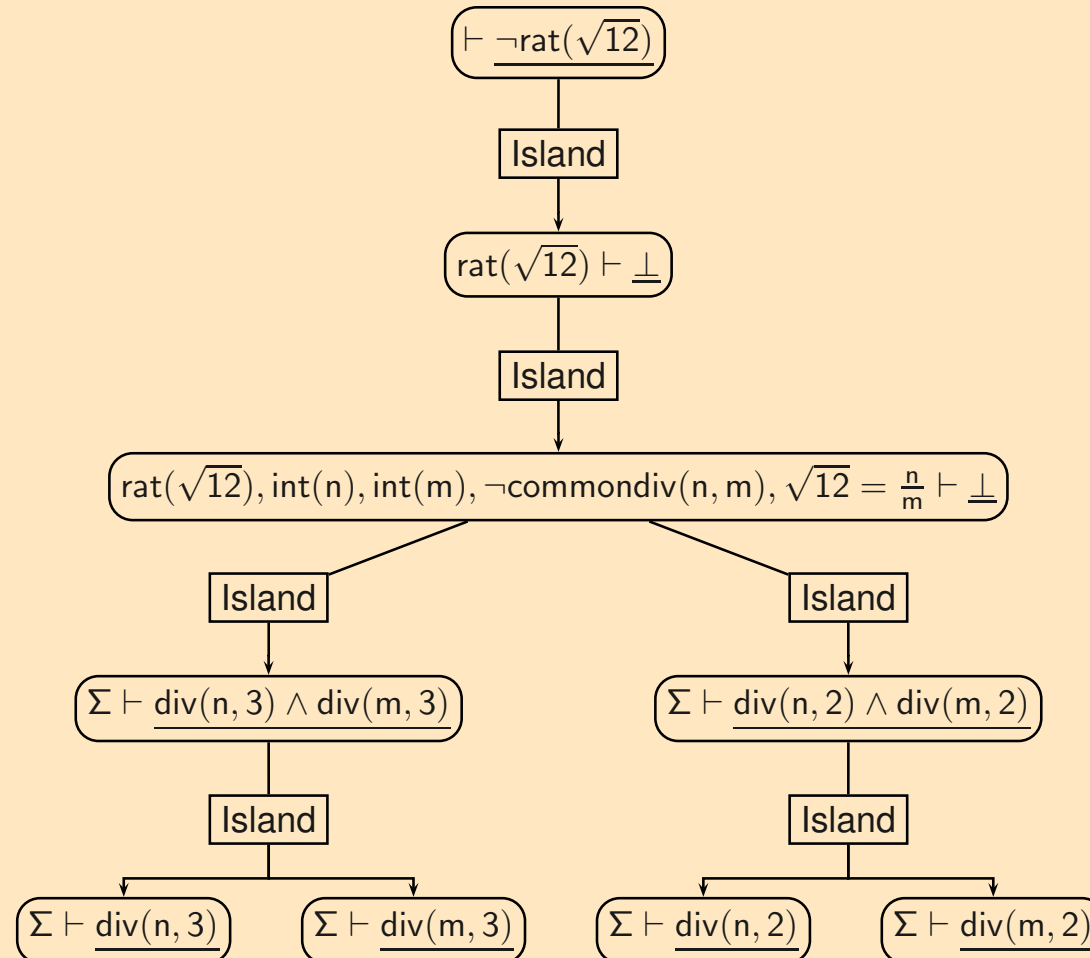 ⊢ ¬rat(√12)
Island
rat(√12) ⊢ ⊥
Island
rat(√12), int(n), int(m), ¬commondiv(n, m), √12 = n/m ⊢ ⊥
Island Island
Σ ⊢ div(n, 3) ∧ div(m, 3) Σ ⊢ div(n, 2) ∧ div(m, 2)
Island Island
Σ ⊢ div(n, 3) Σ ⊢ div(m, 3) Σ ⊢ div(n, 2) Σ ⊢ div(m, 2)